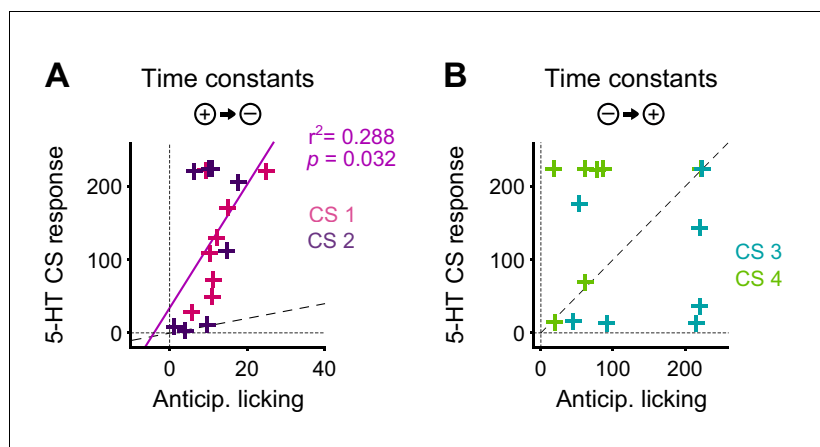 A
Time constants
+ → −
r²= 0.288
p = 0.032
CS 1
CS 2
5-HT CS response
200
100
0
0 20 40
Anticip. licking
B
Time constants
− → +
CS 3
CS 4
5-HT CS response
200
100
0
0 100 200
Anticip. licking